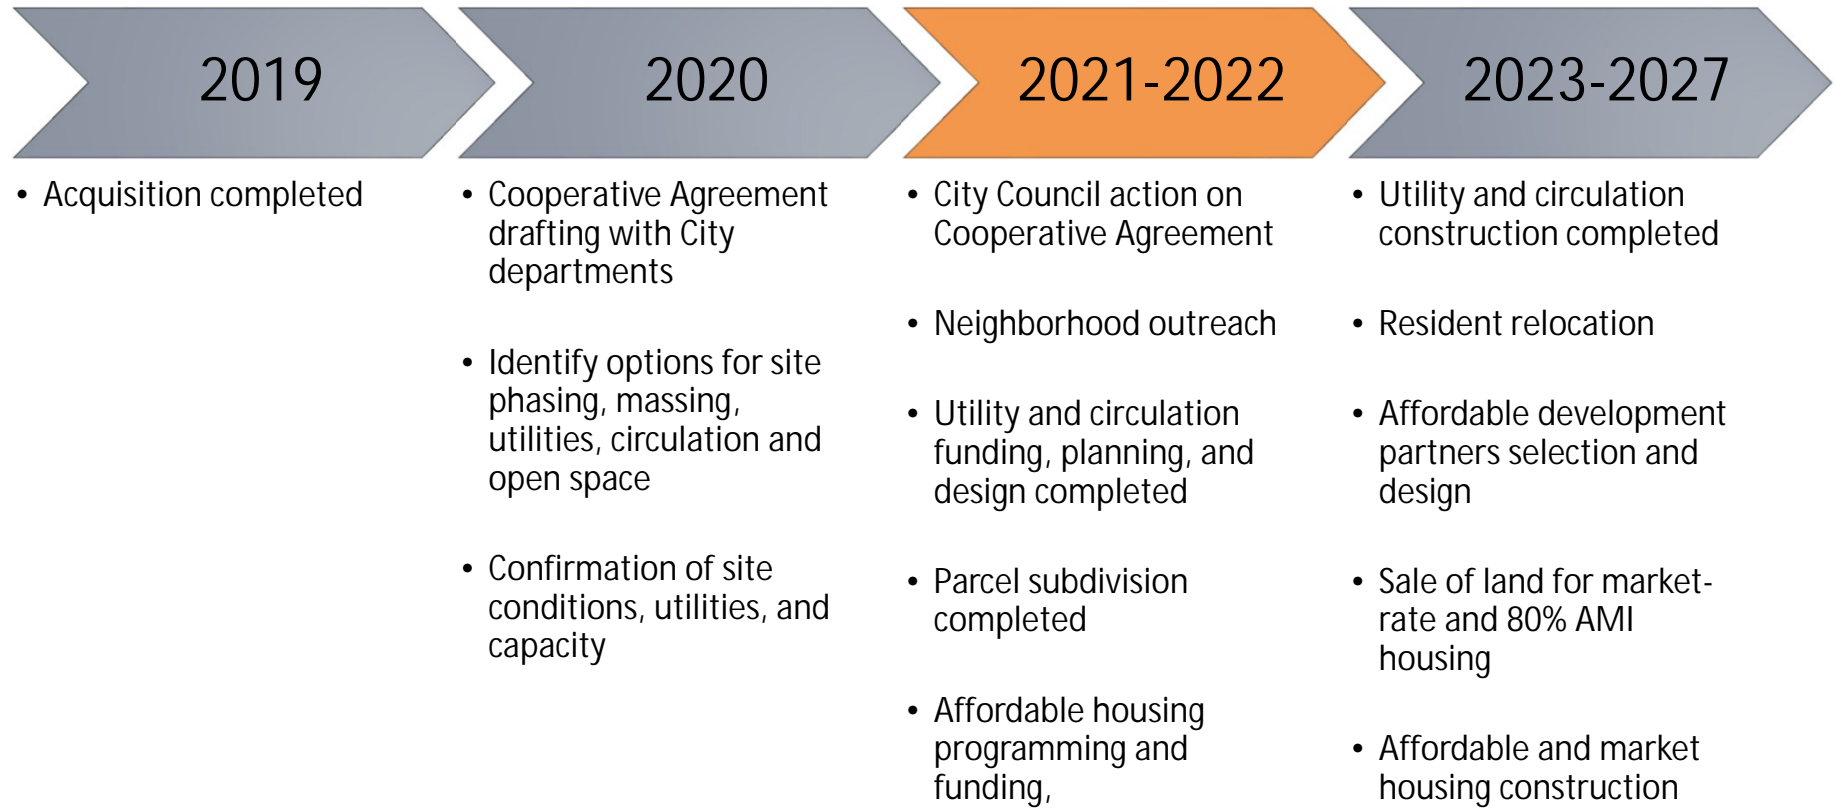 2019
• Acquisition completed
2020
• Cooperative Agreement
drafting with City
departments
• Identify options for site
phasing, massing,
utilities, circulation and
open space
• Confirmation of site
conditions, utilities, and
capacity
2021-2022
• City Council action on
Cooperative Agreement
• Neighborhood outreach
• Utility and circulation
funding, planning, and
design completed
• Parcel subdivision
completed
• Affordable housing
programming and
funding,
2023-2027
• Utility and circulation
construction completed
• Resident relocation
• Affordable development
partners selection and
design
• Sale of land for market-
rate and 80% AMI
housing
• Affordable and market
housing construction